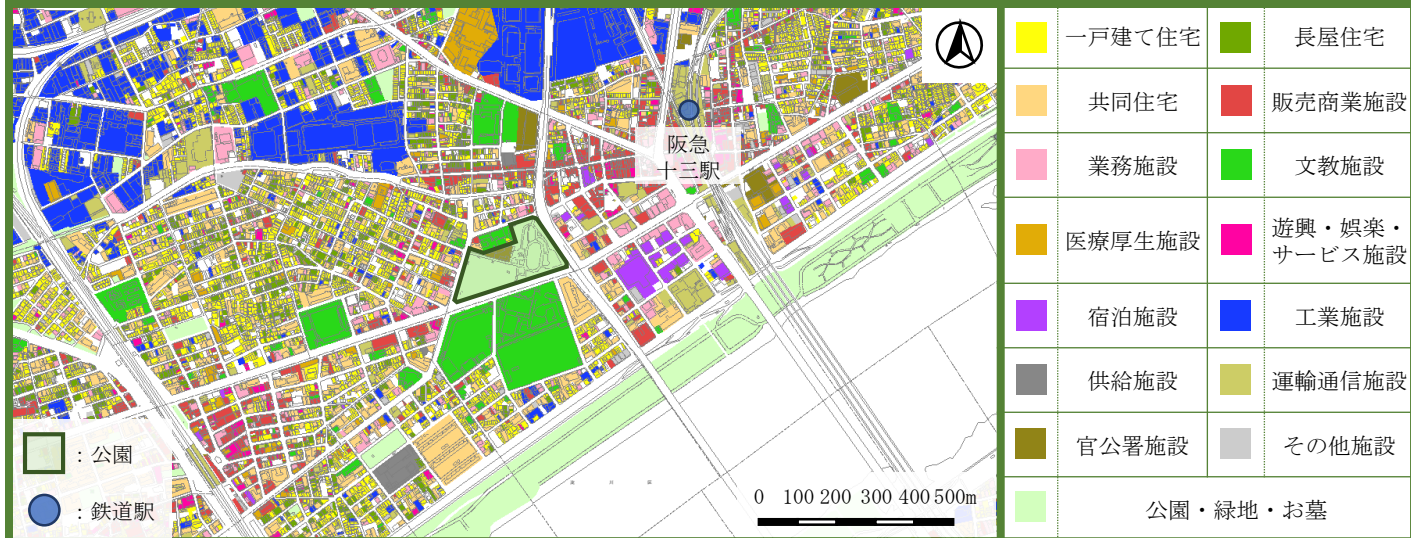 阪急
十三駅
：公園
：鉄道駅
0 100 200 300 400 500m
一戸建て住宅
長屋住宅
共同住宅
販売商業施設
業務施設
文教施設
医療厚生施設
遊興・娯楽・
サービス施設
宿泊施設
工業施設
供給施設
運輸通信施設
官公署施設
その他施設
公園・緑地・お墓